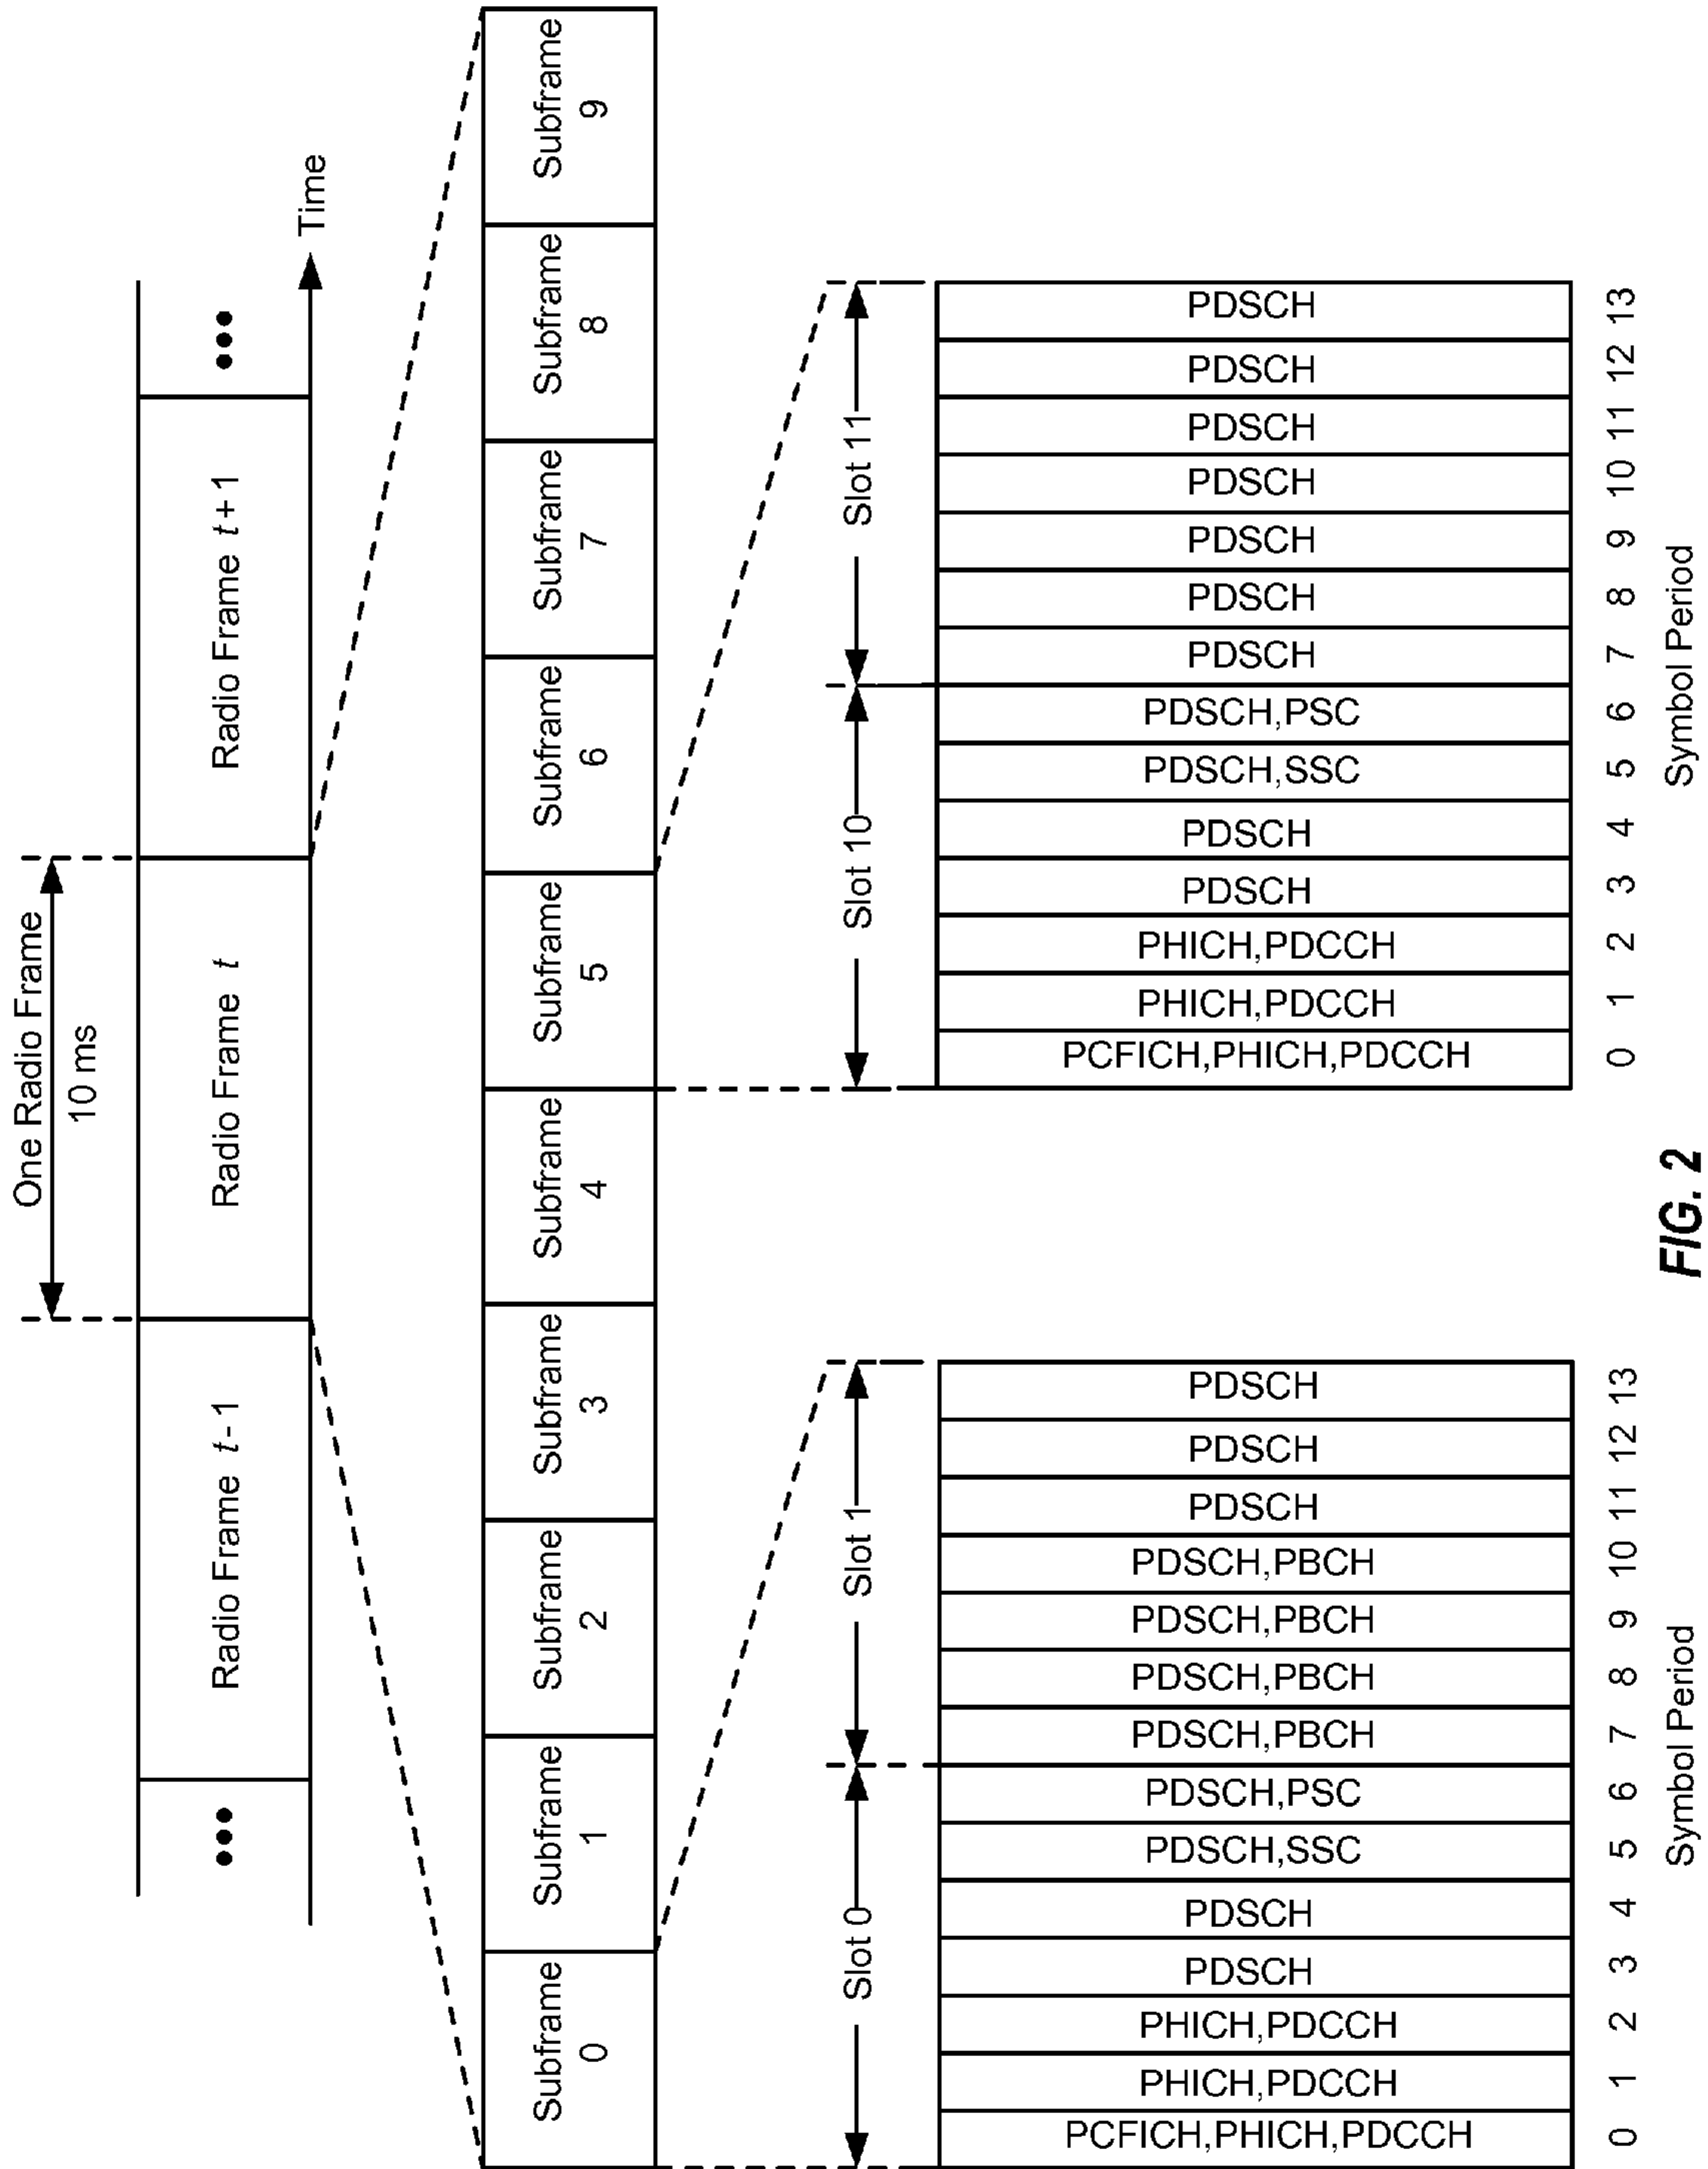 One Radio Frame
10 ms
Radio Frame t - 1
Radio Frame t
Radio Frame t + 1
Time
Subframe
0
Subframe
1
Subframe
2
Subframe
3
Subframe
4
Subframe
5
Subframe
6
Subframe
7
Subframe
8
Subframe
9
Slot 0
Slot 1
PCFICH,PHICH,PDCCH
PHICH,PDCCH
PHICH,PDCCH
PDSCH
PDSCH
PDSCH,SSC
PDSCH,PSC
PDSCH,PBCH
PDSCH,PBCH
PDSCH,PBCH
PDSCH,PBCH
PDSCH
PDSCH
PDSCH
0 1 2 3 4 5 6 7 8 9 10 11 12 13
Symbol Period
Slot 10
Slot 11
PCFICH,PHICH,PDCCH
PHICH,PDCCH
PHICH,PDCCH
PDSCH
PDSCH
PDSCH,SSC
PDSCH,PSC
PDSCH
PDSCH
PDSCH
PDSCH
PDSCH
PDSCH
PDSCH
0 1 2 3 4 5 6 7 8 9 10 11 12 13
Symbol Period
FIG. 2